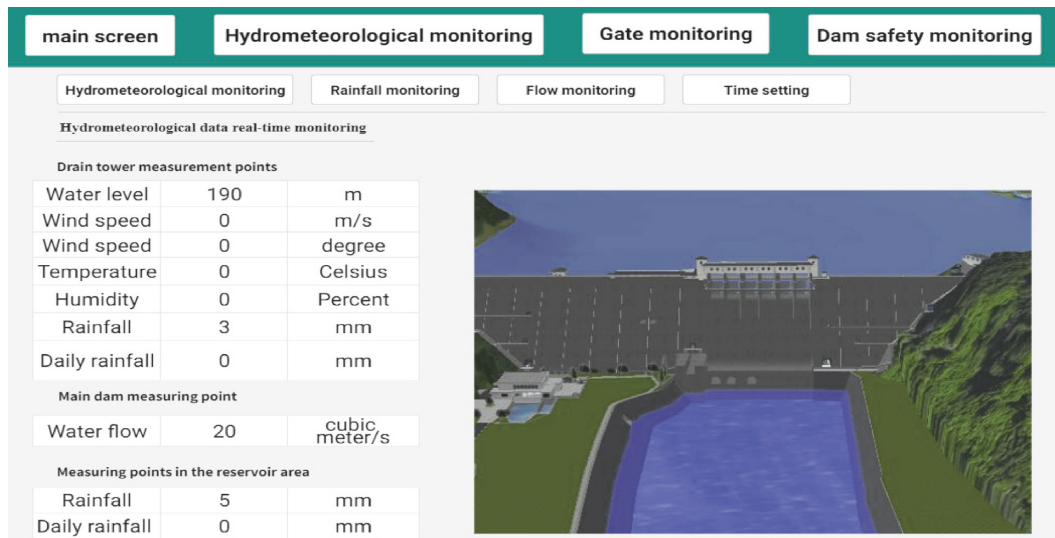 main screen Hydrometeorological monitoring Gate monitoring Dam safety monitoring
Hydrometeorological monitoring Rainfall monitoring Flow monitoring Time setting
Hydrometeorological data real-time monitoring
Drain tower measurement points
Water level 190 m
Wind speed 0 m/s
Wind speed 0 degree
Temperature 0 Celsius
Humidity 0 Percent
Rainfall 3 mm
Daily rainfall 0 mm
Main dam measuring point
Water flow 20 cubic meter/s
Measuring points in the reservoir area
Rainfall 5 mm
Daily rainfall 0 mm